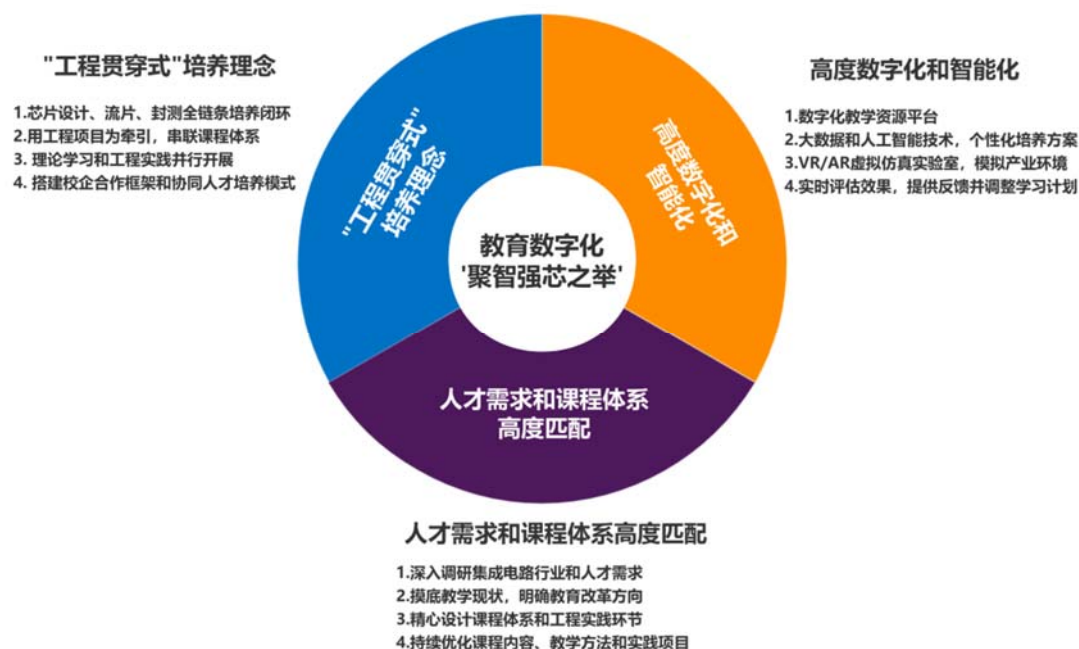 "工程贯穿式"培养理念
1.芯片设计、流片、封测全链条培养闭环
2.用工程项目为牵引，串联课程体系
3. 理论学习和工程实践并行开展
4. 搭建校企合作框架和协同人才培养模式
"工程贯穿式"
培养理念
高度数字化和
智能化
教育数字化
'聚智强芯之举'
人才需求和课程体系
高度匹配
高度数字化和智能化
1.数字化教学资源平台
2.大数据和人工智能技术，个性化培养方案
3.VR/AR虚拟仿真实验室，模拟产业环境
4.实时评估效果，提供反馈并调整学习计划
人才需求和课程体系高度匹配
1.深入调研集成电路行业和人才需求
2.摸底教学现状，明确教育改革方向
3.精心设计课程体系和工程实践环节
4.持续优化课程内容、教学方法和实践项目